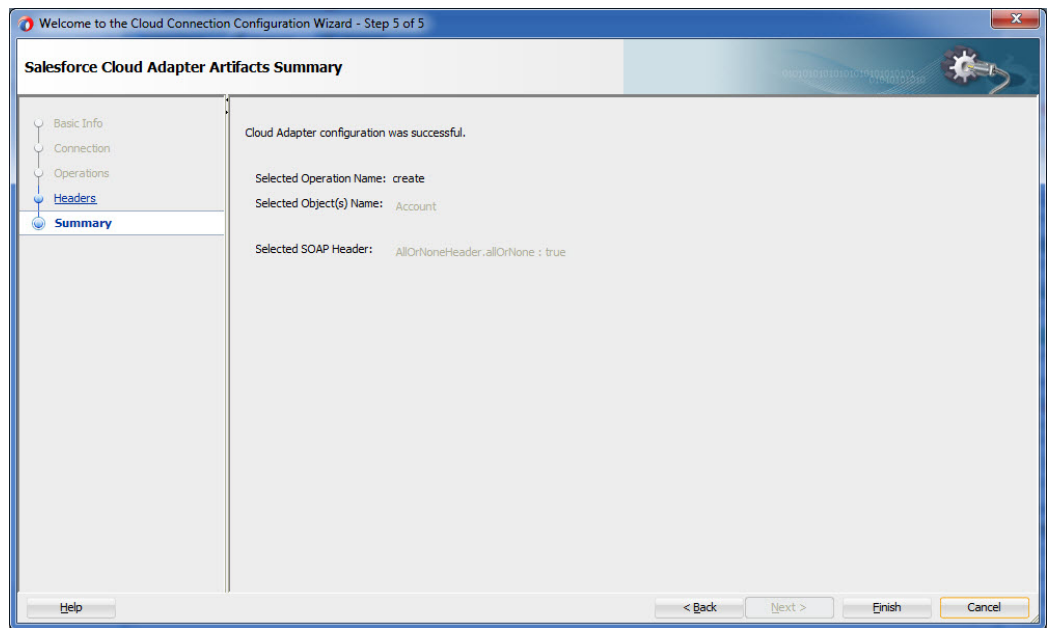 Welcome to the Cloud Connection Configuration Wizard - Step 5 of 5
Salesforce Cloud Adapter Artifacts Summary
Basic Info
Connection
Operations
Headers
Summary
Cloud Adapter configuration was successful.
Selected Operation Name: create
Selected Object(s) Name: Account
Selected SOAP Header: AllOrNoneHeader.allOrNone : true
Help
< Back
Next >
Finish
Cancel